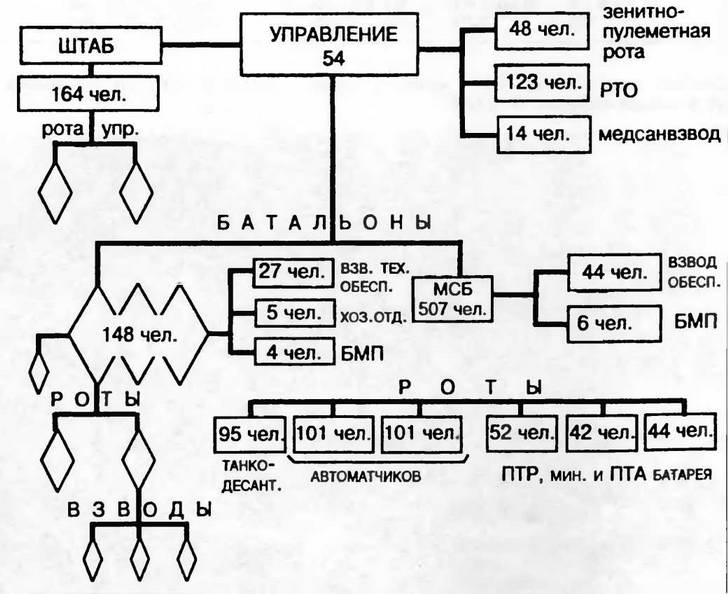 ШТАБ
164 чел.
рота упр.
УПРАВЛЕНИЕ
54
48 чел.
зенитно-
пулеметная
рота
123 чел.
РТО
14 чел.
медсанвзвод
БАТАЛЬОНЫ
148 чел.
27 чел.
ВЗВ. ТЕХ.
ОБЕСП.
5 чел.
ХОЗ.ОТД.
4 чел.
БМП
МСБ
507 чел.
44 чел.
ВЗВОД
ОБЕСП.
6 чел.
БМП
РОТЫ
ВЗВОДЫ
РОТЫ
95 чел.
101 чел.
101 чел.
52 чел.
42 чел.
44 чел.
ТАНКО-
ДЕСАНТ.
АВТОМАТЧИКОВ
ПТР, МИН. И ПТА БАТАРЕЯ